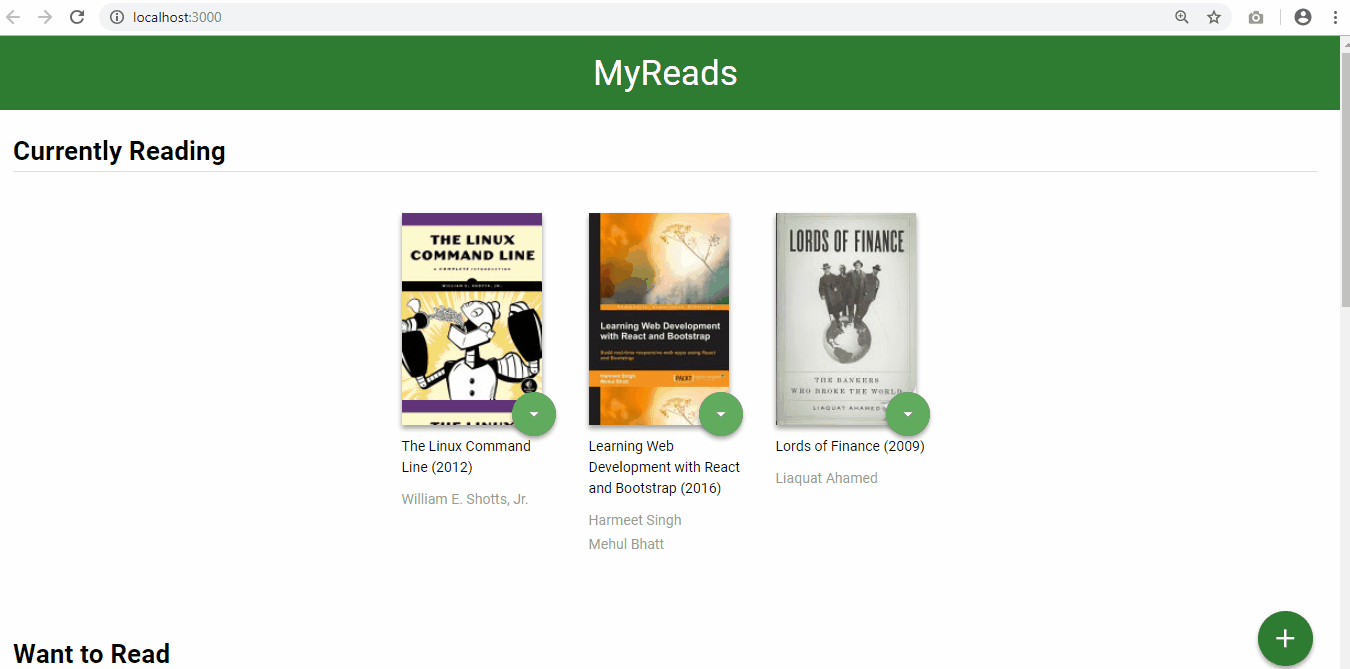 localhost:3000
MyReads
Currently Reading
THE LINUX
COMMAND LINE
A COMPLETE INTRODUCTION
WILLIAM E. SHOTTS, JR.
THE LINUX
The Linux Command
Line (2012)
William E. Shotts, Jr.
Learning Web Development
with React and Bootstrap
Build real-time responsive web apps using React
and Bootstrap
Harmeet Singh
Mehul Bhatt
PACKT
Learning Web
Development with React
and Bootstrap (2016)
Harmeet Singh
Mehul Bhatt
LORDS OF FINANCE
THE BANKERS
WHO BROKE THE WORLD
LIAQUAT AHAMED
Lords of Finance (2009)
Liaquat Ahamed
Want to Read